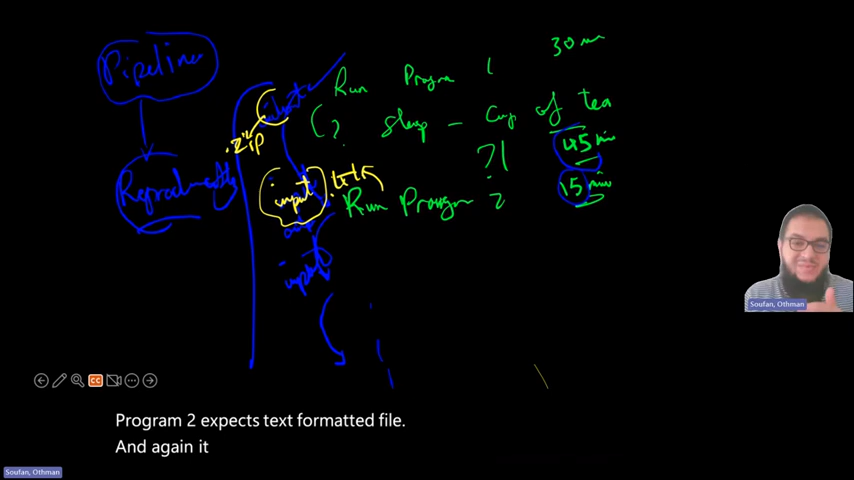 Pipeline
Reproducibility
.zip
input
.txt
input
Run Program 1
30 min
(? sleep - Cup of tea
?!
45 min
Run Program 2
15 min
Program 2 expects text formatted file.
And again it
Soufan, Othman
Soufan, Othman